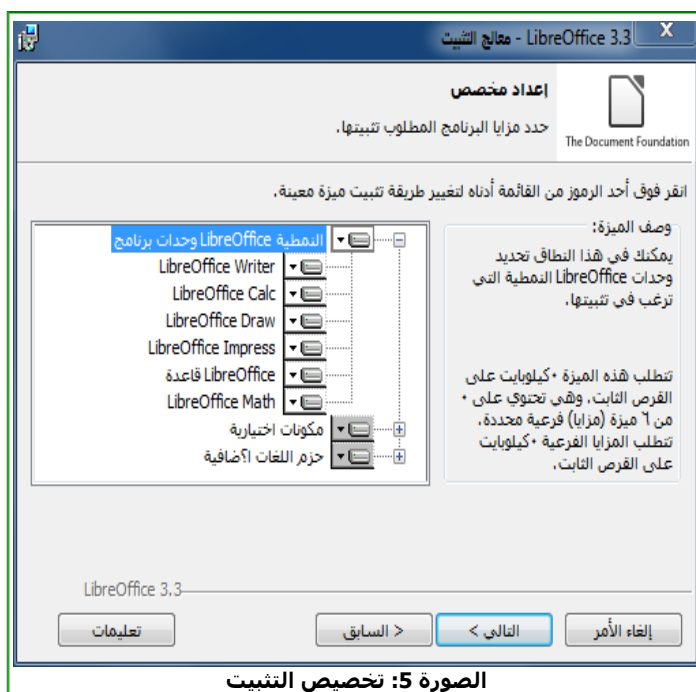 LibreOffice 3.3 - معالج التثبيت
إعداد مخصص
حدد مزايا البرنامج المطلوب تثبيتها.
The Document Foundation
انقر فوق أحد الرموز من القائمة أدناه لتغيير طريقة تثبيت ميزة معينة.
وصف الميزة:
يمكنك في هذا النطاق تحديد
وحدات LibreOffice النمطية التي
ترغب في تثبيتها.
تتطلب هذه الميزة ٠كيلوبايت على
القرص الثابت. وهي تحتوي على ٠
من ٦ ميزة (مزايا) فرعية محددة.
تتطلب المزايا الفرعية ٠كيلوبايت
على القرص الثابت.
النمطية LibreOffice وحدات برنامج
LibreOffice Writer
LibreOffice Calc
LibreOffice Draw
LibreOffice Impress
LibreOffice قاعدة
LibreOffice Math
مكونات اختيارية
حزم اللغات ا؟ضافية
LibreOffice 3.3
إلغاء الأمر
التالي >
< السابق
تعليمات
الصورة 5: تخصيص التثبيت